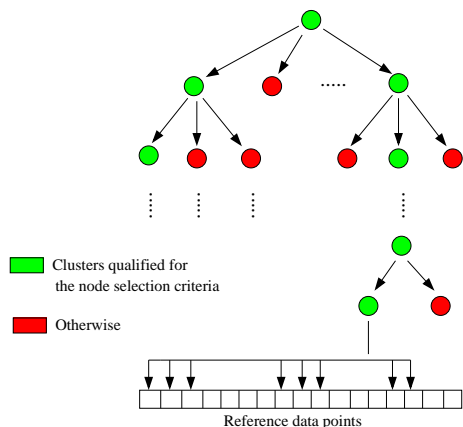 Clusters qualified for
the node selection criteria
Otherwise
Reference data points